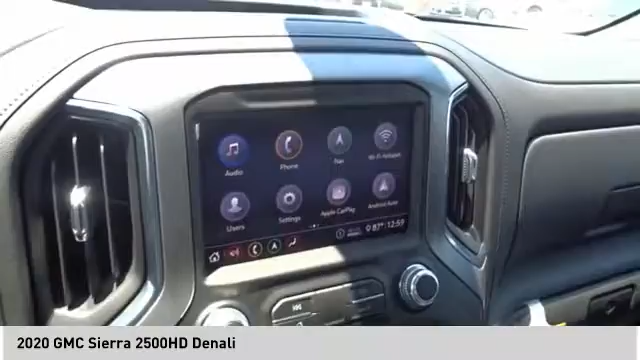 Audio
Phone
Nav
Wi-Fi Hotspot
Users
Settings
Apple CarPlay
Android Auto
87° 12:59
2020 GMC Sierra 2500HD Denali